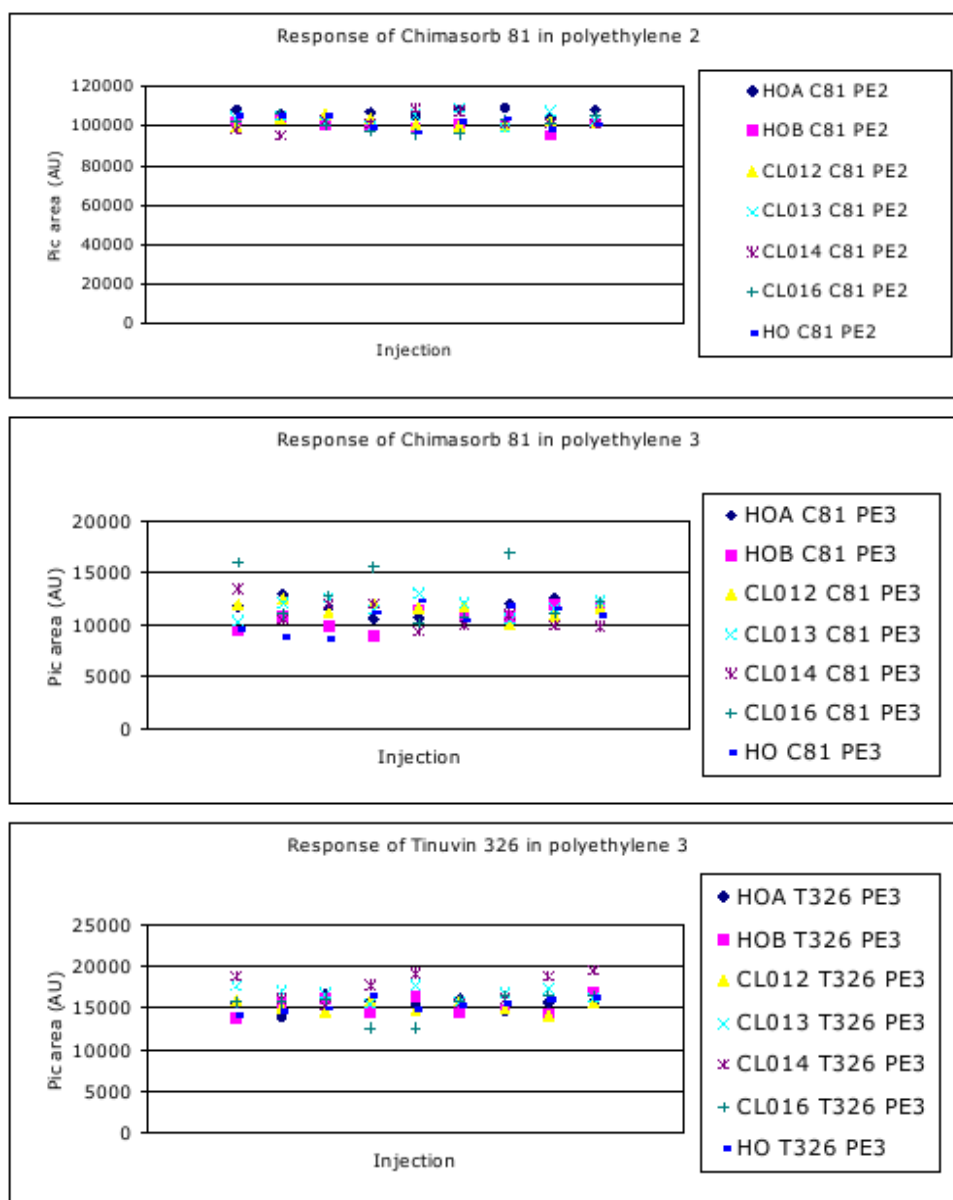 Response of Chimasorb 81 in polyethylene 2
120000
100000
80000
60000
40000
20000
0
Pic area (AU)
Injection
HOA C81 PE2
HOB C81 PE2
CL012 C81 PE2
CL013 C81 PE2
CL014 C81 PE2
CL016 C81 PE2
HO C81 PE2
Response of Chimasorb 81 in polyethylene 3
20000
15000
10000
5000
0
Pic area (AU)
Injection
HOA C81 PE3
HOB C81 PE3
CL012 C81 PE3
CL013 C81 PE3
CL014 C81 PE3
CL016 C81 PE3
HO C81 PE3
Response of Tinuvin 326 in polyethylene 3
25000
20000
15000
10000
5000
0
Pic area (AU)
Injection
HOA T326 PE3
HOB T326 PE3
CL012 T326 PE3
CL013 T326 PE3
CL014 T326 PE3
CL016 T326 PE3
HO T326 PE3